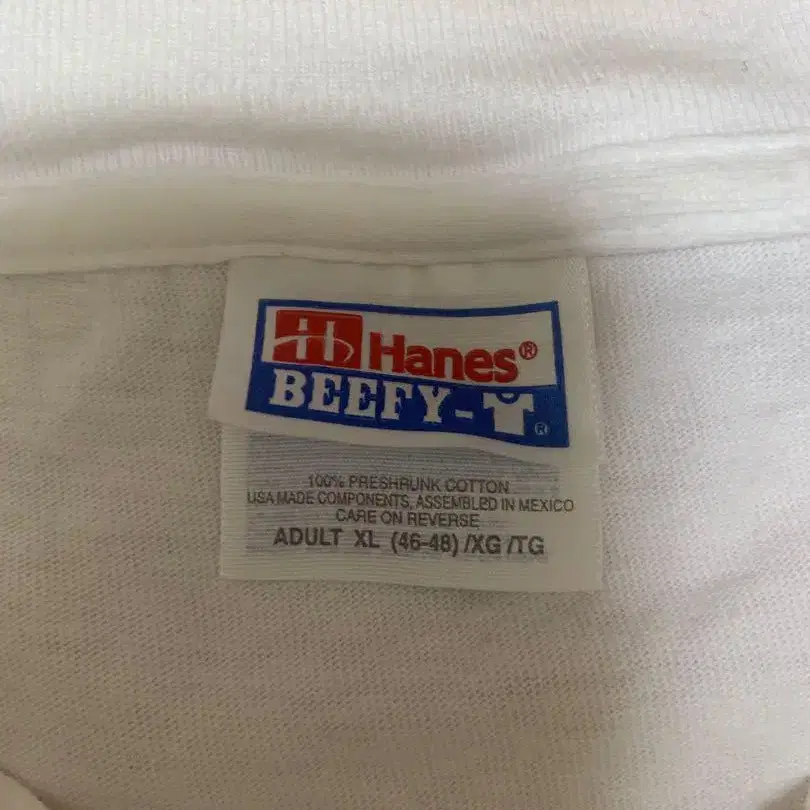 Hanes®
BEEFY-T®
100% PRESHRUNK COTTON
USA MADE COMPONENTS, ASSEMBLED IN MEXICO
CARE ON REVERSE
ADULT XL (46-48) /XG /TG